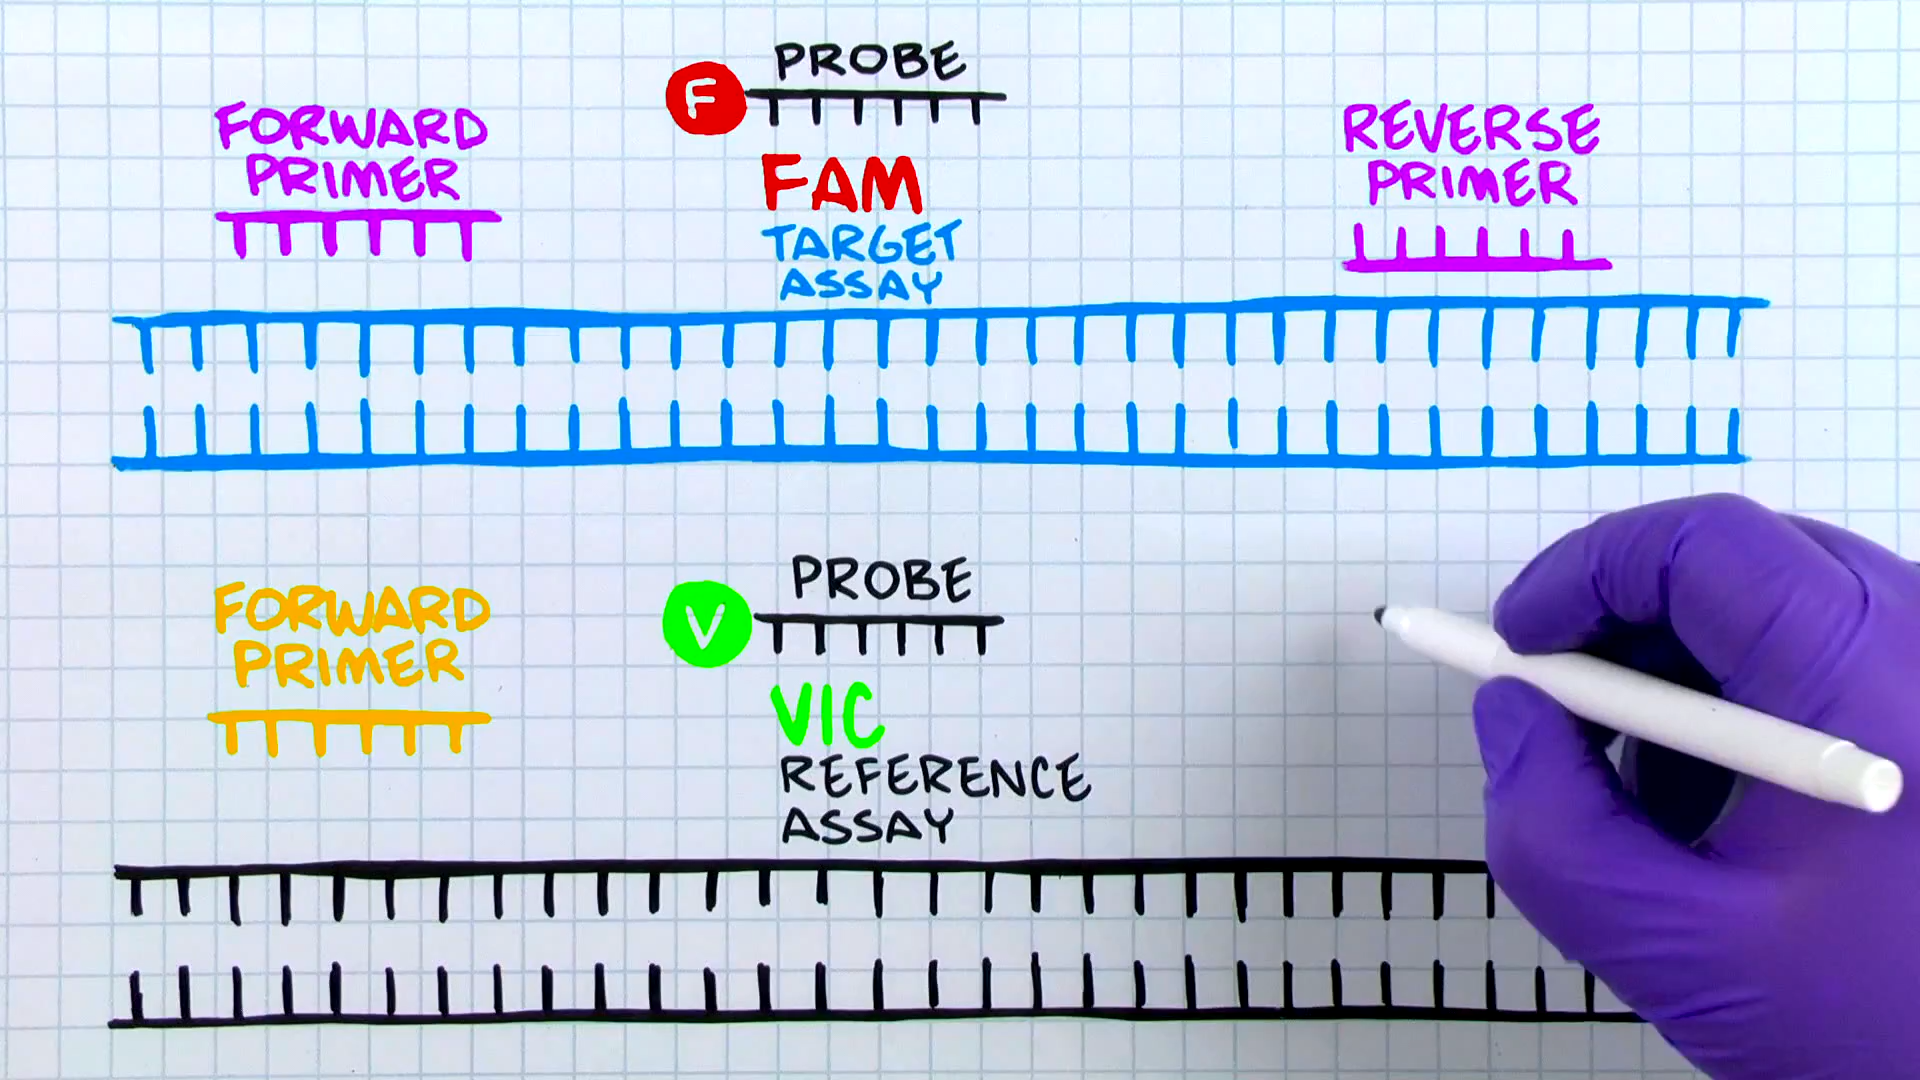 FORWARD
PRIMER
F
PROBE
FAM
TARGET
ASSAY
REVERSE
PRIMER
FORWARD
PRIMER
V
PROBE
VIC
REFERENCE
ASSAY